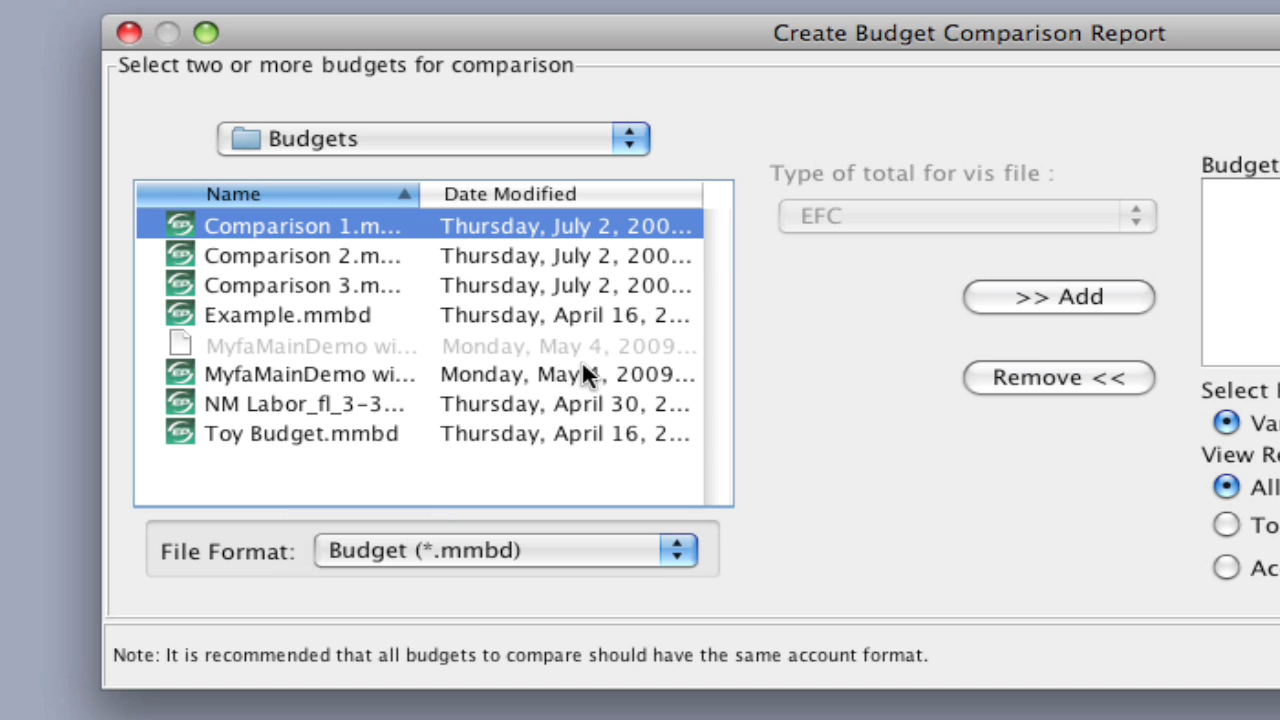 Create Budget Comparison Report
Select two or more budgets for comparison
Budgets
Name Date Modified
Comparison 1.m... Thursday, July 2, 200...
Comparison 2.m... Thursday, July 2, 200...
Comparison 3.m... Thursday, July 2, 200...
Example.mmbd Thursday, April 16, 2...
MyfaMainDemo wi... Monday, May 4, 2009...
MyfaMainDemo wi... Monday, May 4, 2009...
NM Labor_fl_3-3... Thursday, April 30, 2...
Toy Budget.mmbd Thursday, April 16, 2...
File Format: Budget (*.mmbd)
Type of total for vis file :
EFC
>> Add
Remove <<
Budget
Select
Va
View Re
All
To
Ac
Note: It is recommended that all budgets to compare should have the same account format.